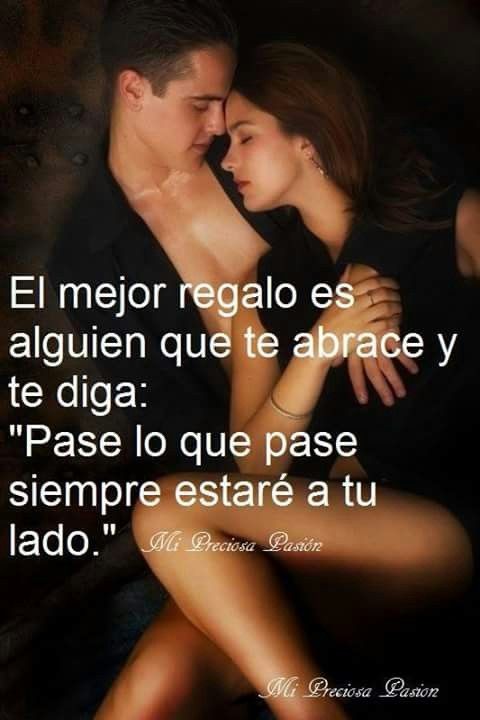 El mejor regalo es
alguien que te abrace y
te diga:
"Pase lo que pase
siempre estaré a tu
lado."
Mi Preciosa Pasión
Mi Preciosa Pasion